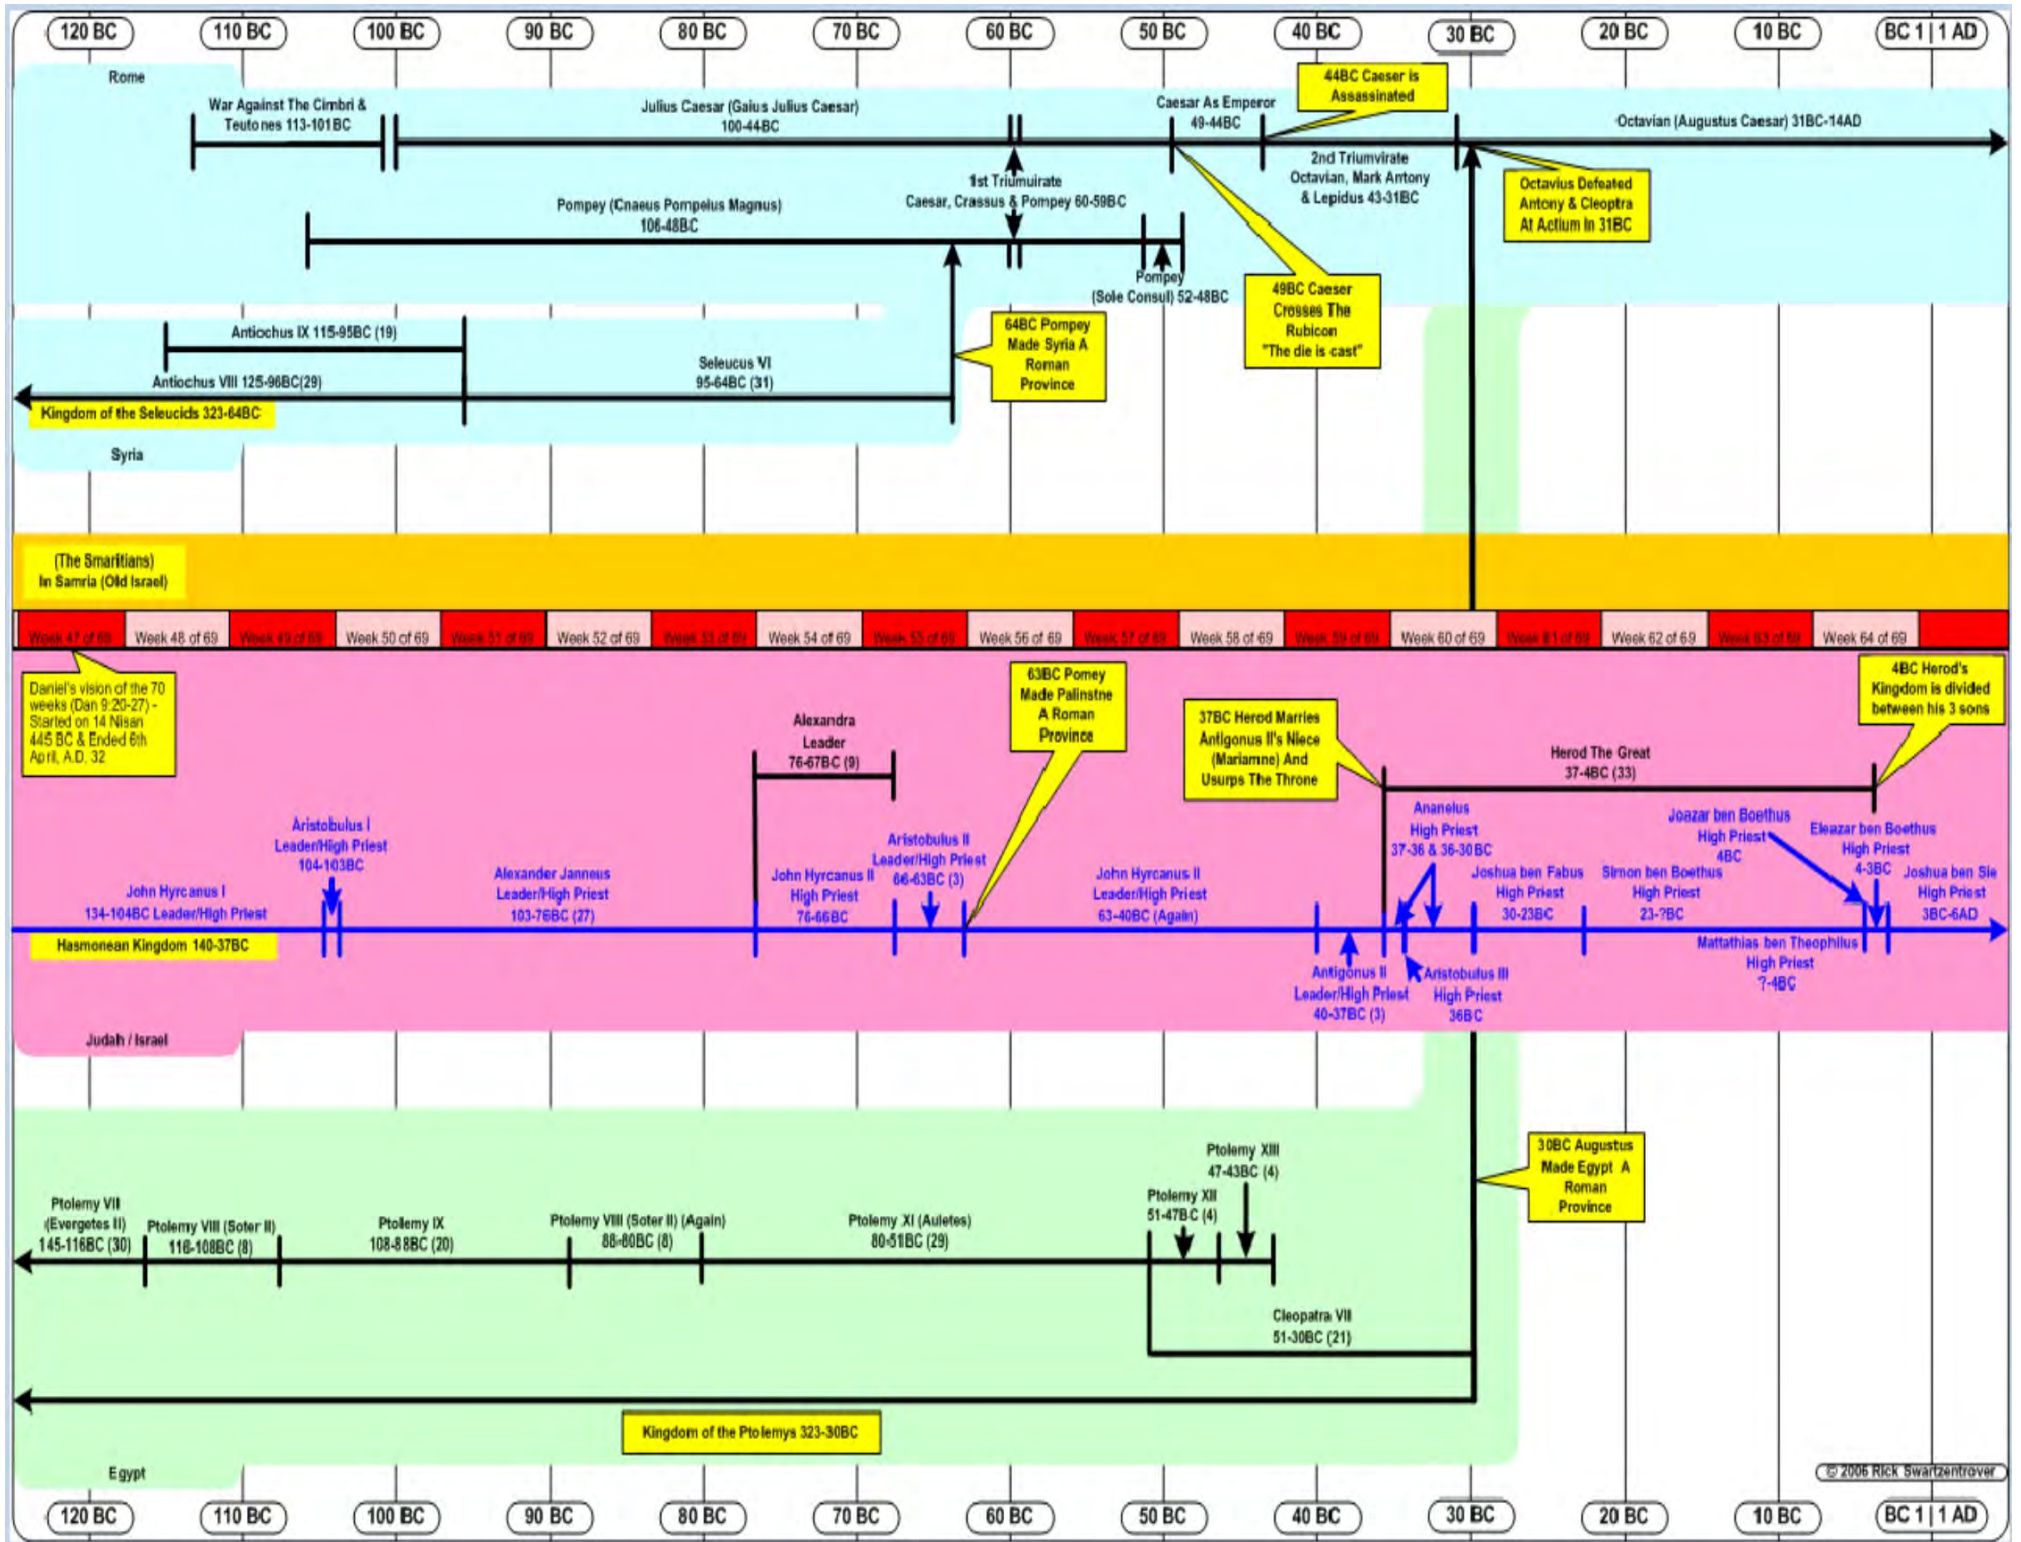 120 BC
110 BC
100 BC
90 BC
80 BC
70 BC
60 BC
50 BC
40 BC
30 BC
20 BC
10 BC
BC 1 | 1 AD
Rome
War Against The Cimbri &
Teutones 113-101BC
Julius Caesar (Gaius Julius Caesar)
100-44BC
Caesar As Emperor
49-44BC
44BC Caeser is
Assassinated
Octavian (Augustus Caesar) 31BC-14AD
1st Triumuirate
Caesar, Crassus & Pompey 60-59BC
2nd Triumvirate
Octavian, Mark Antony
& Lepidus 43-31BC
Octavius Defeated
Antony & Cleoptra
At Actium In 31BC
Pompey (Cnaeus Pompeius Magnus)
106-48BC
Pompey
(Sole Consul) 52-48BC
49BC Caeser
Crosses The
Rubicon
"The die is cast"
64BC Pompey
Made Syria A
Roman
Province
Antiochus IX 115-95BC (19)
Seleucus VI
95-64BC (31)
Antiochus VIII 125-96BC(29)
Kingdom of the Seleucids 323-64BC
Syria
(The Smaritians)
In Samria (Old Israel)
Week 47 of 69
Week 48 of 69
Week 49 of 69
Week 50 of 69
Week 51 of 69
Week 52 of 69
Week 53 of 69
Week 54 of 69
Week 55 of 69
Week 56 of 69
Week 57 of 69
Week 58 of 69
Week 59 of 69
Week 60 of 69
Week 61 of 69
Week 62 of 69
Week 63 of 69
Week 64 of 69
Daniel's vision of the 70
weeks (Dan 9:20-27) -
Started on 14 Nisan
445 BC & Ended 6th
April, A.D. 32
63BC Pomey
Made Palinstne
A Roman
Province
37BC Herod Marries
Antigonus II's Niece
(Mariamne) And
Usurps The Throne
4BC Herod's
Kingdom is divided
between his 3 sons
Alexandra
Leader
76-67BC (9)
Herod The Great
37-4BC (33)
John Hyrcanus I
134-104BC Leader/High Priest
Aristobulus I
Leader/High Priest
104-103BC
Alexander Janneus
Leader/High Priest
103-76BC (27)
John Hyrcanus II
High Priest
76-66BC
Aristobulus II
Leader/High Priest
66-63BC (3)
John Hyrcanus II
Leader/High Priest
63-40BC (Again)
Ananelus
High Priest
37-36 & 36-30BC
Joshua ben Fabus
High Priest
30-23BC
Simon ben Boethus
High Priest
23-?BC
Joazar ben Boethus
High Priest
4BC
Eleazar ben Boethus
High Priest
4-3BC
Joshua ben Sie
High Priest
3BC-6AD
Hasmonean Kingdom 140-37BC
Antigonus II
Leader/High Priest
40-37BC (3)
Aristobulus III
High Priest
36BC
Mattathias ben Theophilus
High Priest
?-4BC
Judah / Israel
30BC Augustus
Made Egypt A
Roman
Province
Ptolemy VII
(Evergetes II)
145-116BC (30)
Ptolemy VIII (Soter II)
116-108BC (8)
Ptolemy IX
108-88BC (20)
Ptolemy VIII (Soter II) (Again)
88-80BC (8)
Ptolemy XI (Auletes)
80-51BC (29)
Ptolemy XII
51-47BC (4)
Ptolemy XIII
47-43BC (4)
Cleopatra VII
51-30BC (21)
Kingdom of the Ptolemys 323-30BC
Egypt
© 2006 Rick Swartzentrover
120 BC
110 BC
100 BC
90 BC
80 BC
70 BC
60 BC
50 BC
40 BC
30 BC
20 BC
10 BC
BC 1 | 1 AD